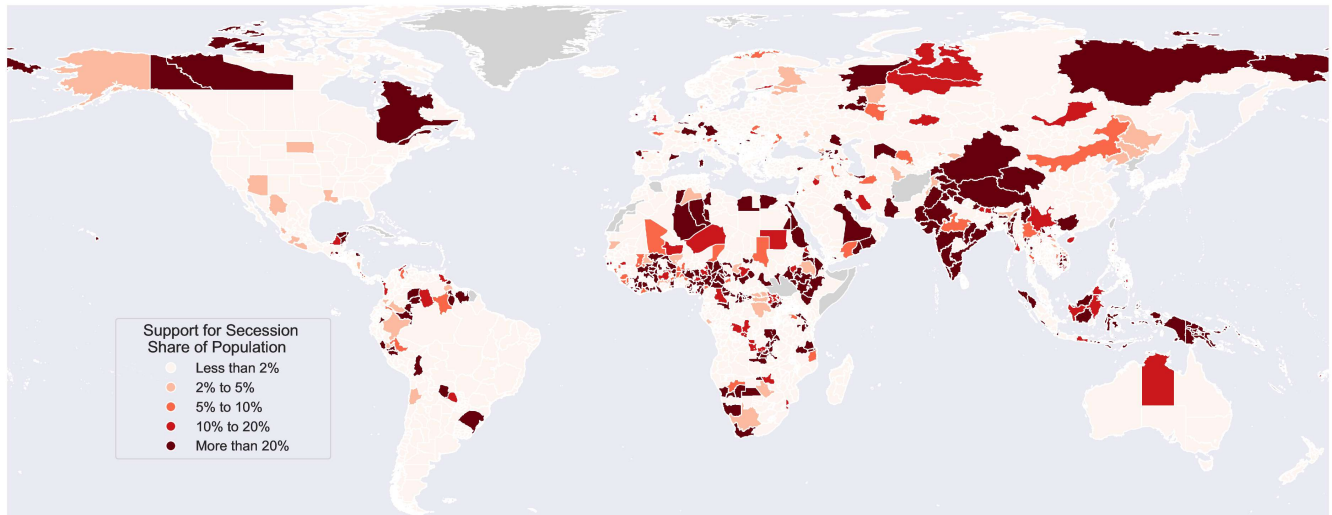 Support for Secession
Share of Population
Less than 2%
2% to 5%
5% to 10%
10% to 20%
More than 20%